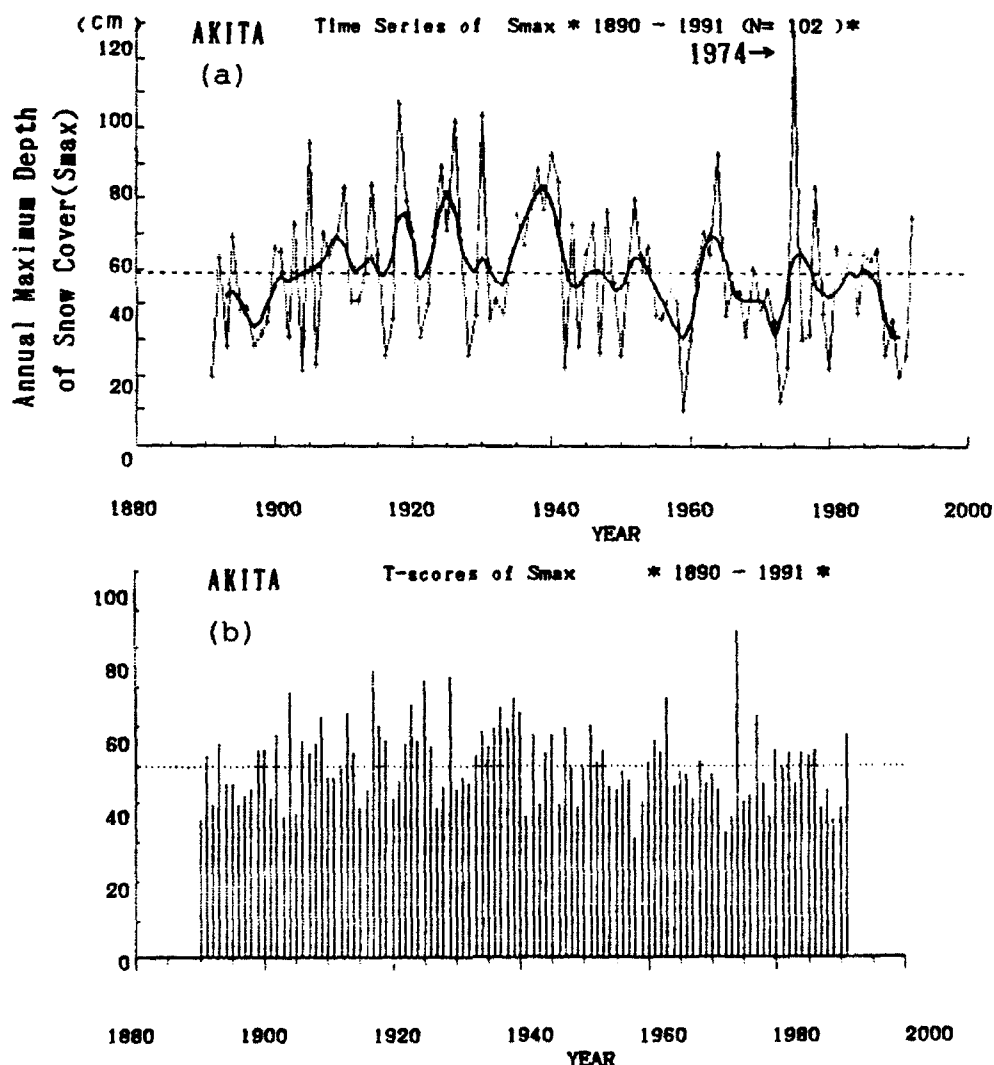 (cm)
AKITA Time Series of Smax * 1890 - 1991 (N= 102 )*
(a)
1974→
Annual Maximum Depth
of Snow Cover(Smax)
120
100
80
60
40
20
0
1880 1900 1920 1940 1960 1980 2000
YEAR
AKITA T-scores of Smax * 1890 - 1991 *
(b)
100
80
60
40
20
0
1880 1900 1920 1940 1960 1980 2000
YEAR